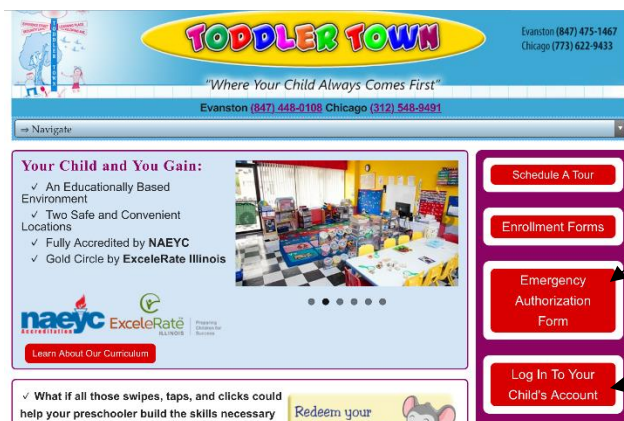 TODDLER TOWN
Evanston (847) 475-1467
Chicago (773) 622-9433
"Where Your Child Always Comes First"
Evanston (847) 448-0108 Chicago (312) 548-9491
⇒ Navigate
Your Child and You Gain:
✓ An Educationally Based
Environment
✓ Two Safe and Convenient
Locations
✓ Fully Accredited by NAEYC
✓ Gold Circle by ExceleRate Illinois
naeyc
Accreditation
ExceleRate
ILLINOIS
Preparing
Children for
Success
Learn About Our Curriculum
Schedule A Tour
Enrollment Forms
Emergency
Authorization
Form
Log In To Your
Child's Account
✓ What if all those swipes, taps, and clicks could
help your preschooler build the skills necessary
Redeem your